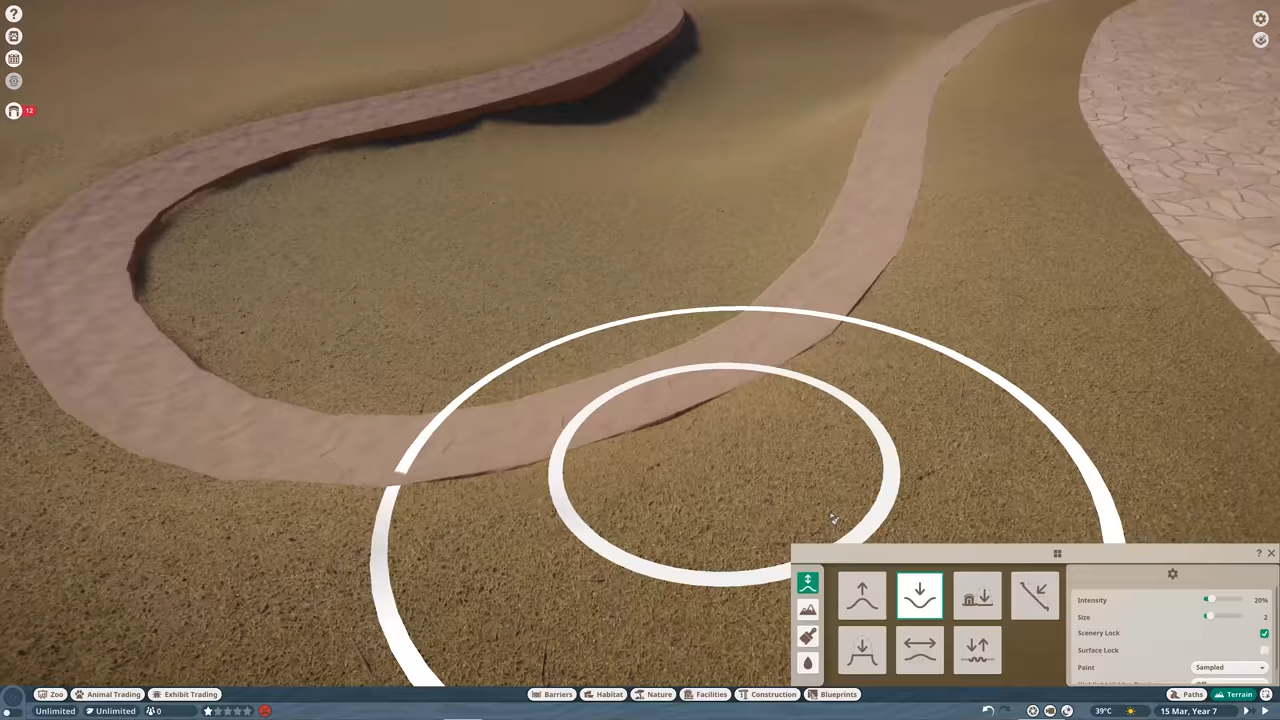 ?
12
? ×
Intensity 20%
Size 2
Scenery Lock
Surface Lock
Paint Sampled
Zoo Animal Trading Exhibit Trading Barriers Habitat Nature Facilities Construction Blueprints Paths Terrain
Unlimited Unlimited 0 39°C 15 Mar, Year 7